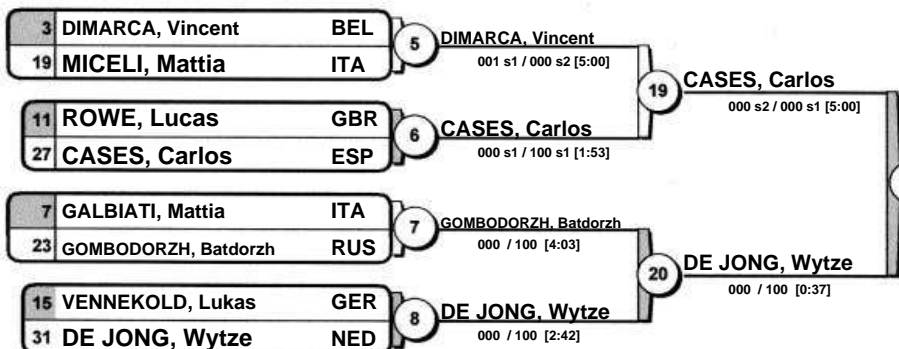 3 DIMARCA, Vincent BEL
19 MICELI, Mattia ITA
5
DIMARCA, Vincent
001 s1 / 000 s2 [5:00]
11 ROWE, Lucas GBR
27 CASES, Carlos ESP
6
CASES, Carlos
000 s1 / 100 s1 [1:53]
19
CASES, Carlos
000 s2 / 000 s1 [5:00]
7 GALBIATI, Mattia ITA
23 GOMBODORZH, Batdorzh RUS
7
GOMBODORZH, Batdorzh
000 / 100 [4:03]
15 VENNEKOLD, Lukas GER
31 DE JONG, Wytze NED
8
DE JONG, Wytze
000 / 100 [2:42]
20
DE JONG, Wytze
000 / 100 [0:37]